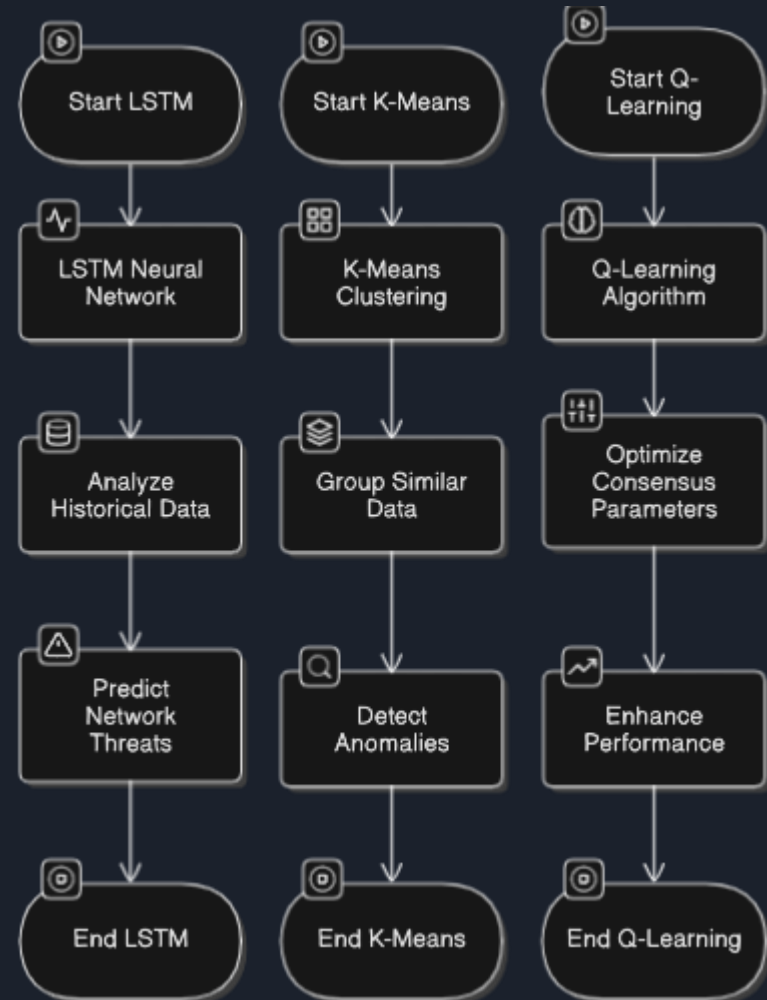 Start LSTM
LSTM Neural
Network
Analyze
Historical Data
Predict
Network
Threats
End LSTM
Start K-Means
K-Means
Clustering
Group Similar
Data
Detect
Anomalies
End K-Means
Start Q-
Learning
Q-Learning
Algorithm
Optimize
Consensus
Parameters
Enhance
Performance
End Q-Learning